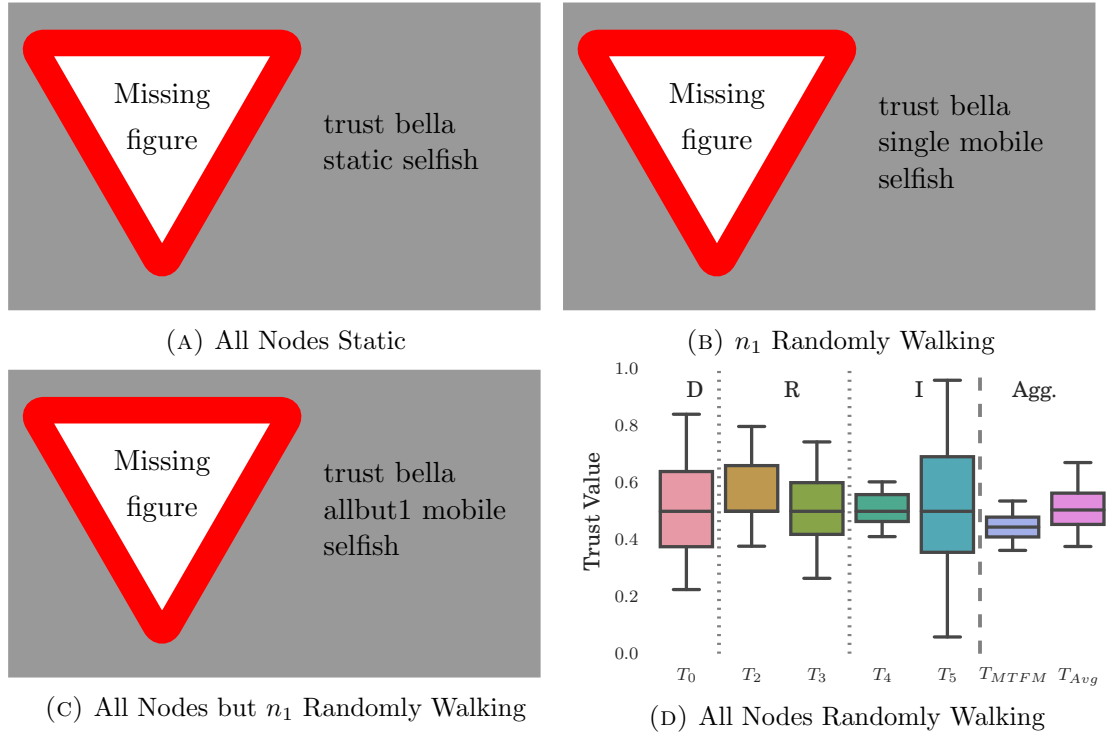 Missing
figure
trust bella
static selfish
(A) All Nodes Static
Missing
figure
trust bella
single mobile
selfish
(B) n₁ Randomly Walking
Missing
figure
trust bella
allbut1 mobile
selfish
(C) All Nodes but n₁ Randomly Walking
D R I Agg.
Trust Value
1.0
0.8
0.6
0.4
0.2
0.0
T₀ T₂ T₃ T₄ T₅ T_MTFM T_Avg
(D) All Nodes Randomly Walking